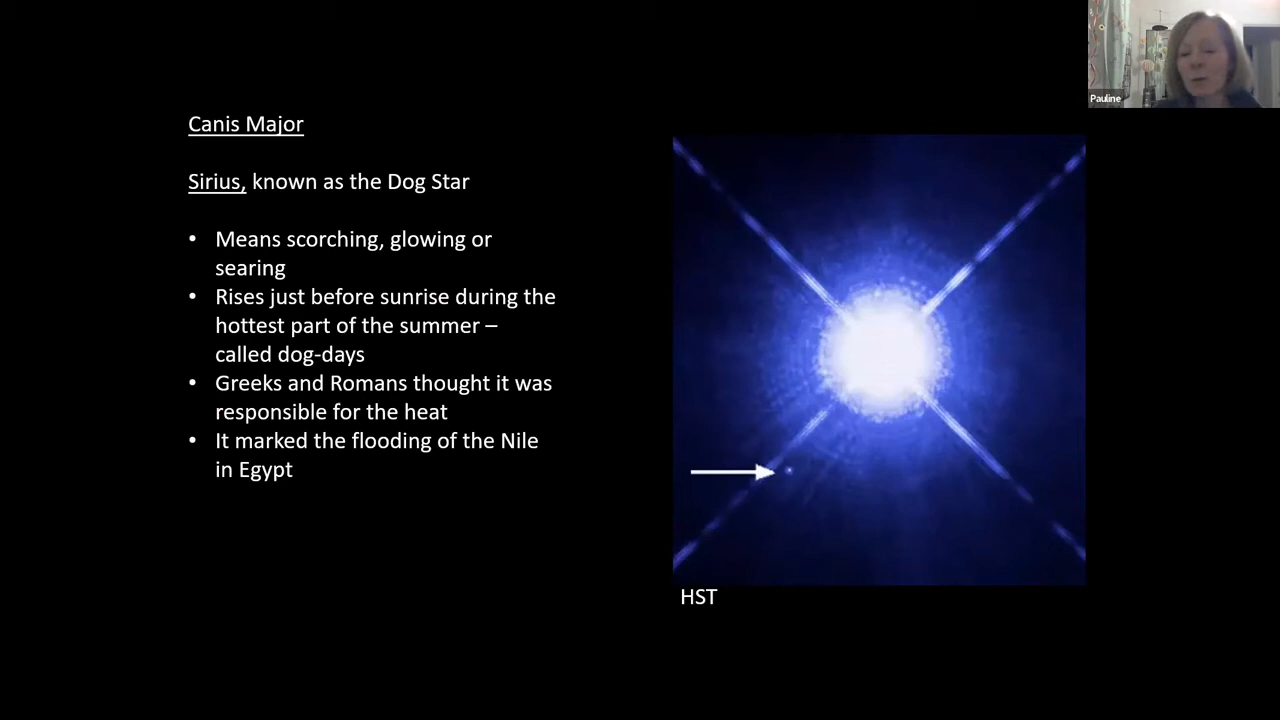 Pauline
Canis Major
Sirius, known as the Dog Star
• Means scorching, glowing or
searing
• Rises just before sunrise during the
hottest part of the summer –
called dog-days
• Greeks and Romans thought it was
responsible for the heat
• It marked the flooding of the Nile
in Egypt
HST